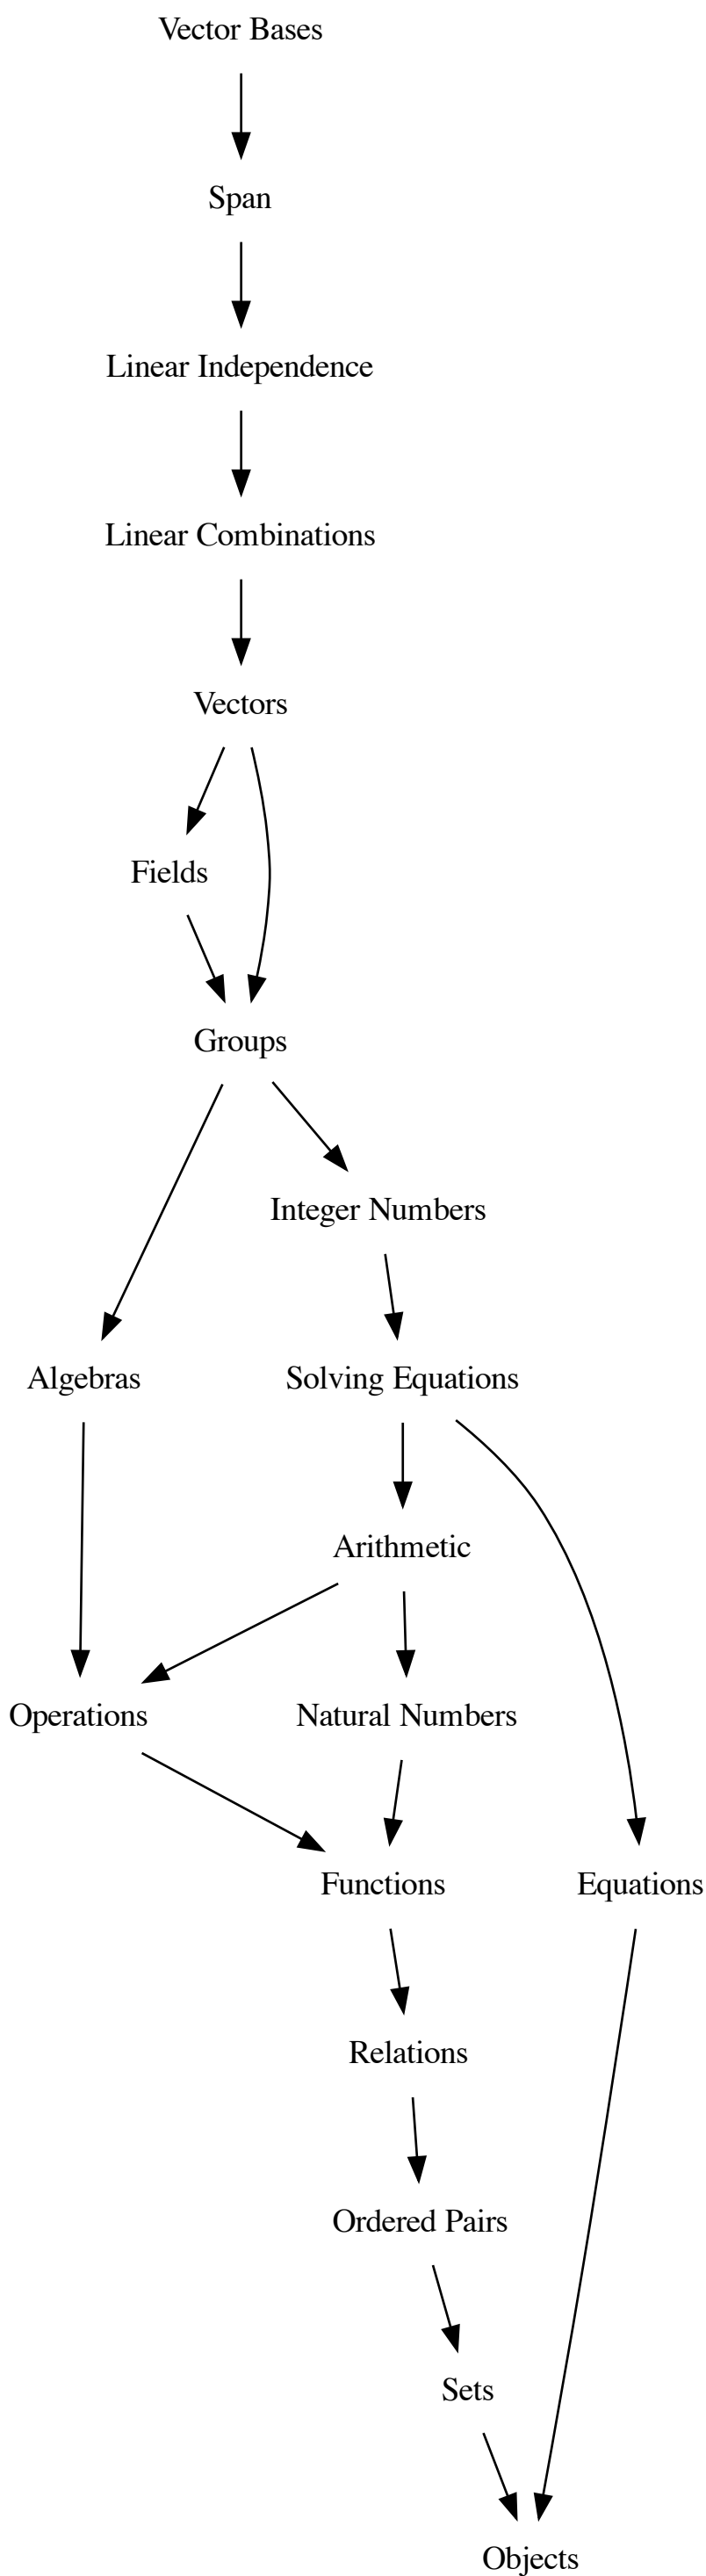 Vector Bases
Span
Linear Independence
Linear Combinations
Vectors
Fields
Groups
Integer Numbers
Algebras
Solving Equations
Arithmetic
Operations
Natural Numbers
Functions
Equations
Relations
Ordered Pairs
Sets
Objects